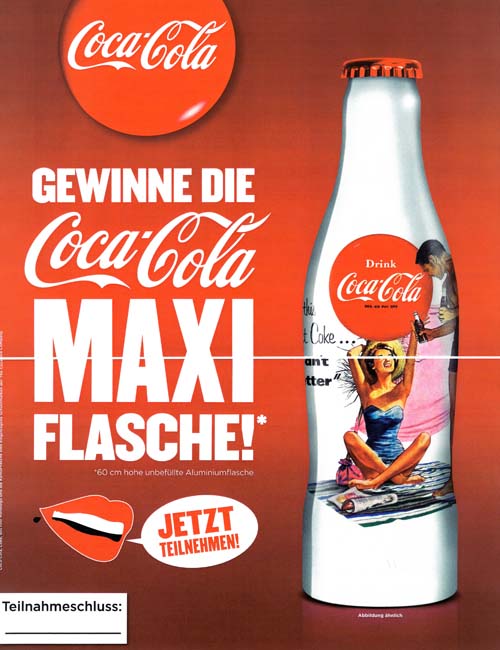 Coca-Cola
GEWINNE DIE
Coca-Cola
MAXI
FLASCHE!*
*60 cm hohe unbefüllte Aluminiumflasche.
JETZT
TEILNEHMEN!
Teilnahmeschluss:
Drink
Coca-Cola
Coke...
Abbildung ähnlich